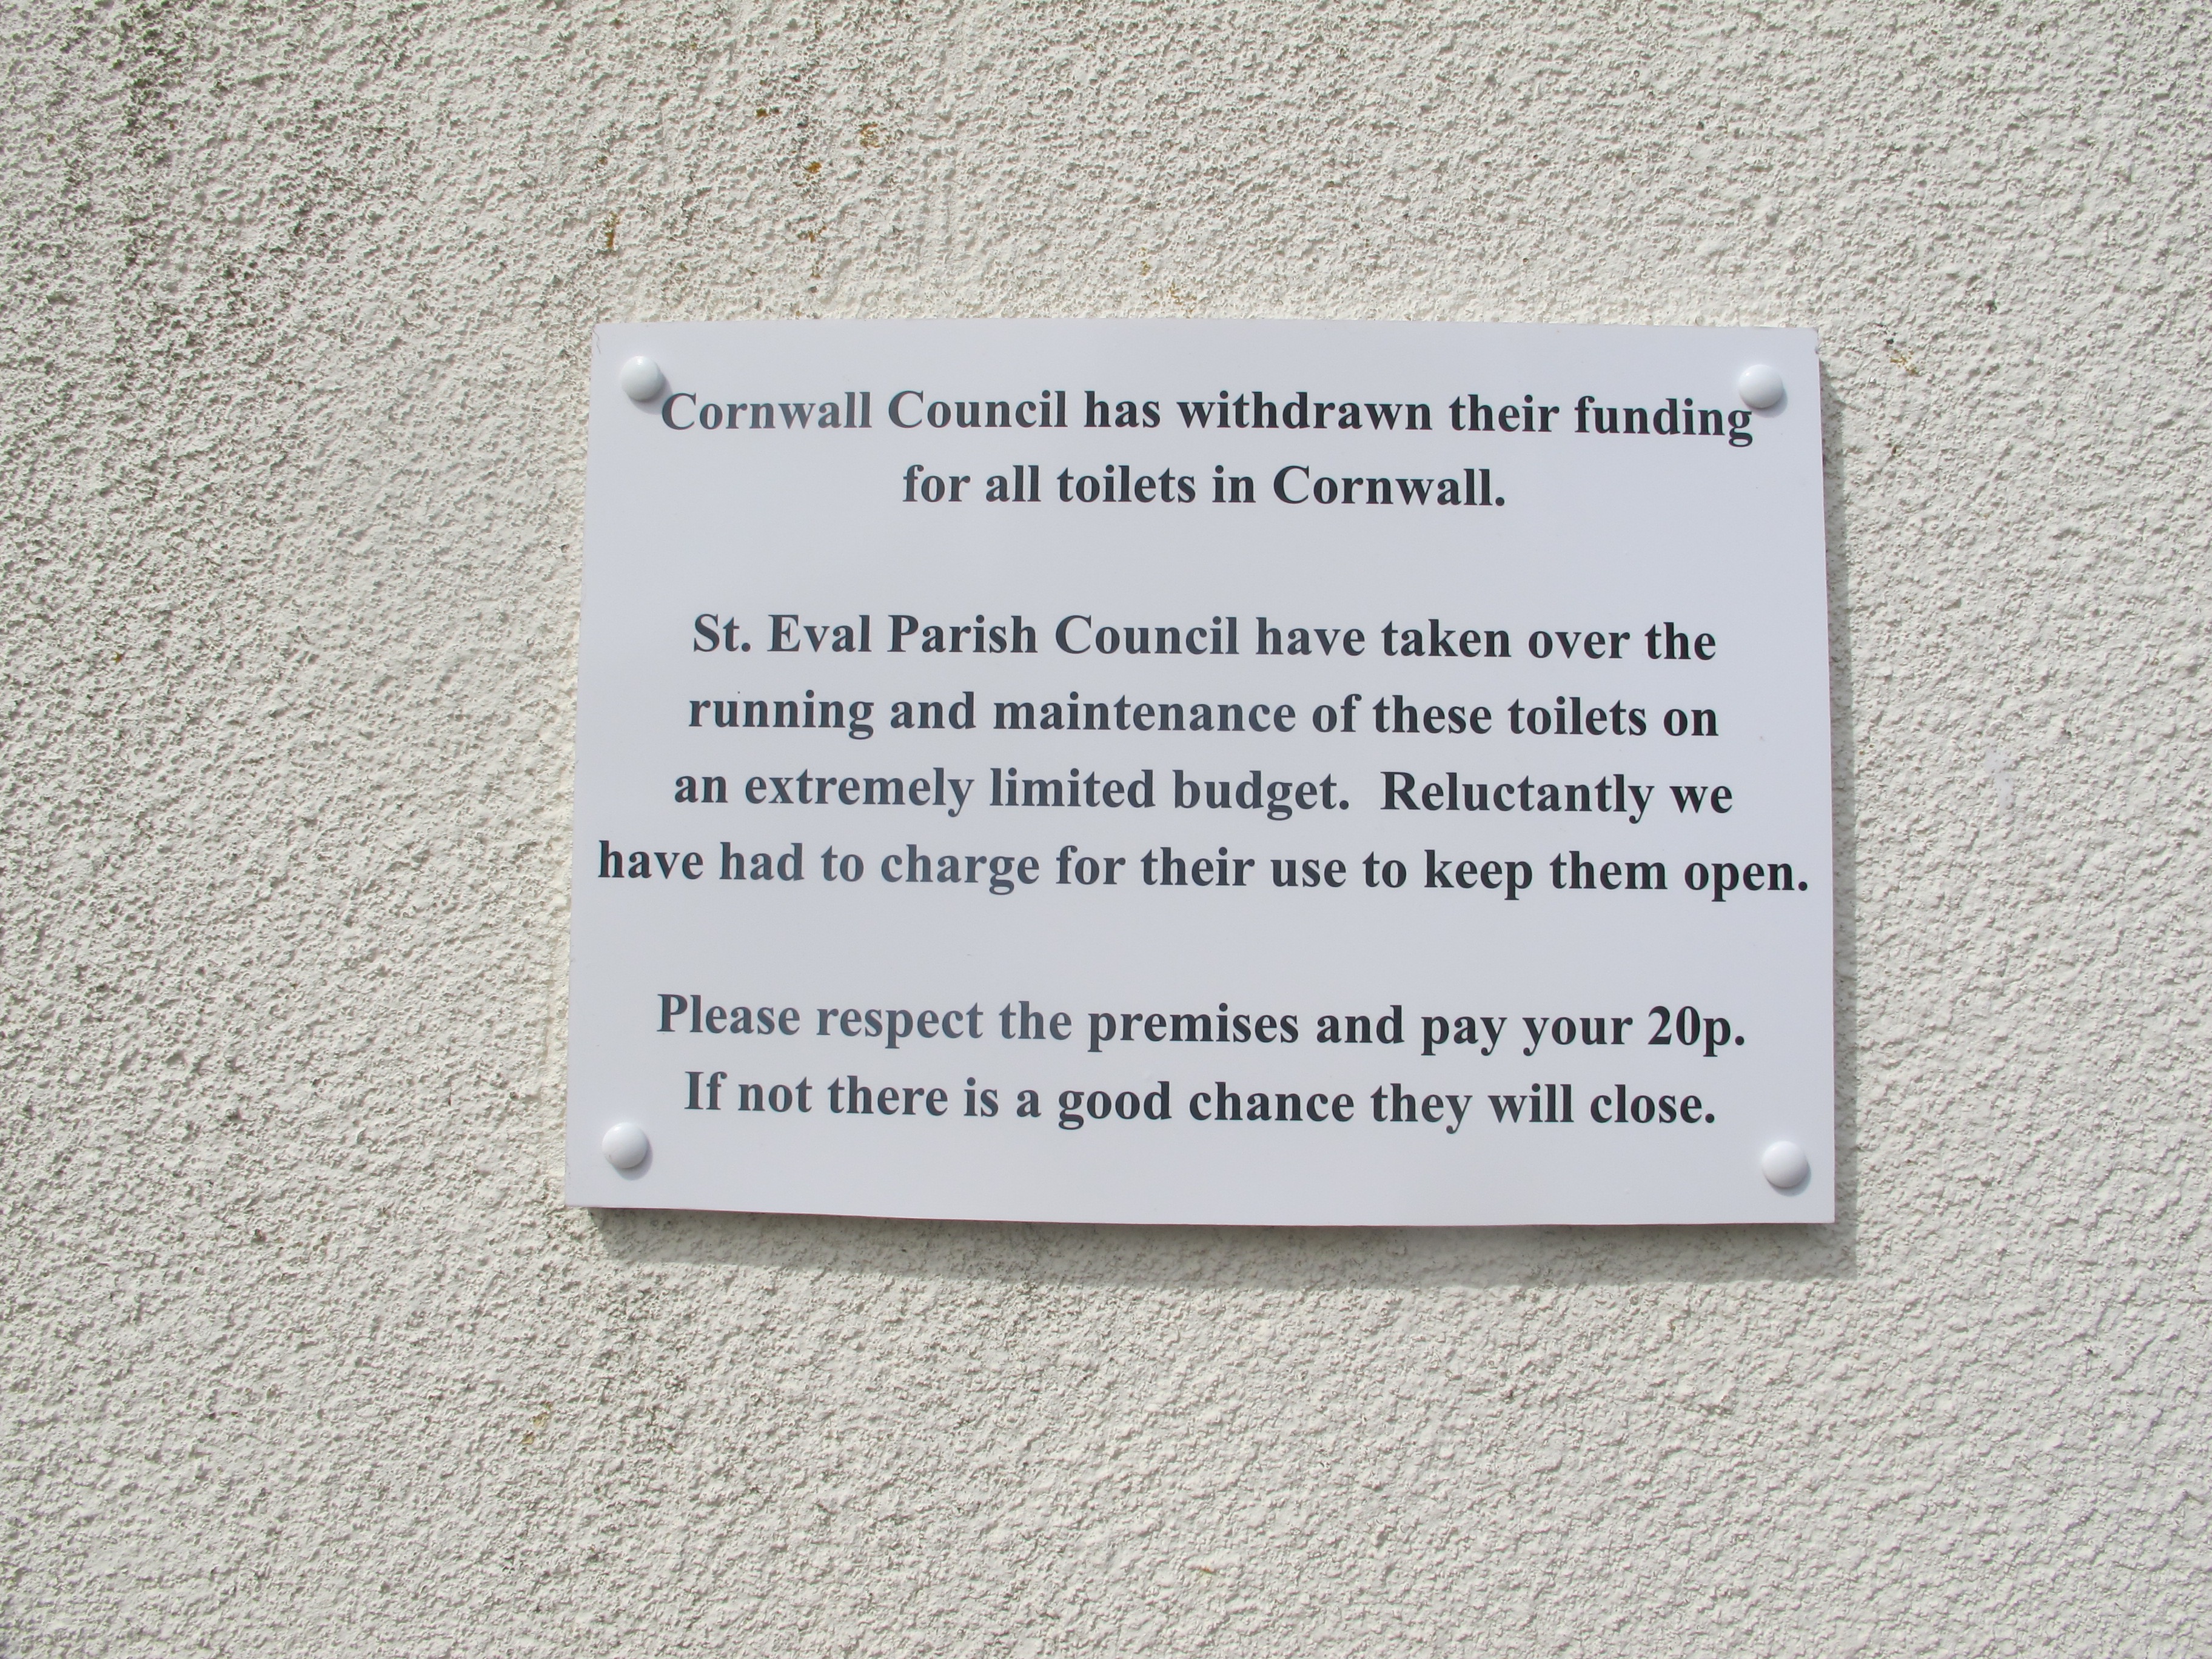 Cornwall Council has withdrawn their funding
for all toilets in Cornwall.
St. Eval Parish Council have taken over the
running and maintenance of these toilets on
an extremely limited budget.  Reluctantly we
have had to charge for their use to keep them open.
Please respect the premises and pay your 20p.
If not there is a good chance they will close.